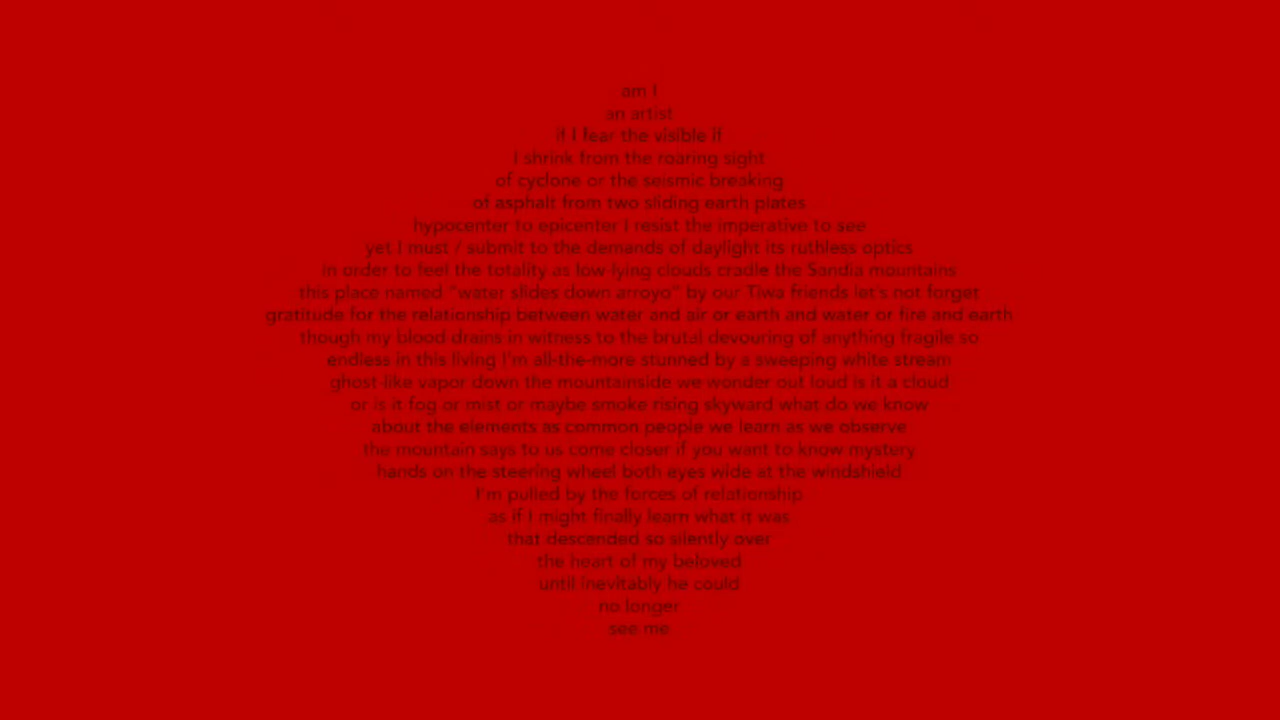 am I
an artist
if I fear the visible if
I shrink from the roaring sight
of cyclone or the seismic breaking
of asphalt from two sliding earth plates
hypocenter to epicenter I resist the imperative to see
yet I must / submit to the demands of daylight its ruthless optics
in order to feel the totality as low-lying clouds cradle the Sandia mountains
this place named "water slides down arroyo" by our Tiwa friends let's not forget
gratitude for the relationship between water and air or earth and water or fire and earth
though my blood drains in witness to the brutal devouring of anything fragile so
endless in this living I'm all-the-more stunned by a sweeping white stream
ghost-like vapor down the mountainside we wonder out loud is it a cloud
or is it fog or mist or maybe smoke rising skyward what do we know
about the elements as common people we learn as we observe
the mountain says to us come closer if you want to know mystery
hands on the steering wheel both eyes wide at the windshield
I'm pulled by the forces of relationship
as if I might finally learn what it was
that descended so silently over
the heart of my beloved
until inevitably he could
no longer
see me